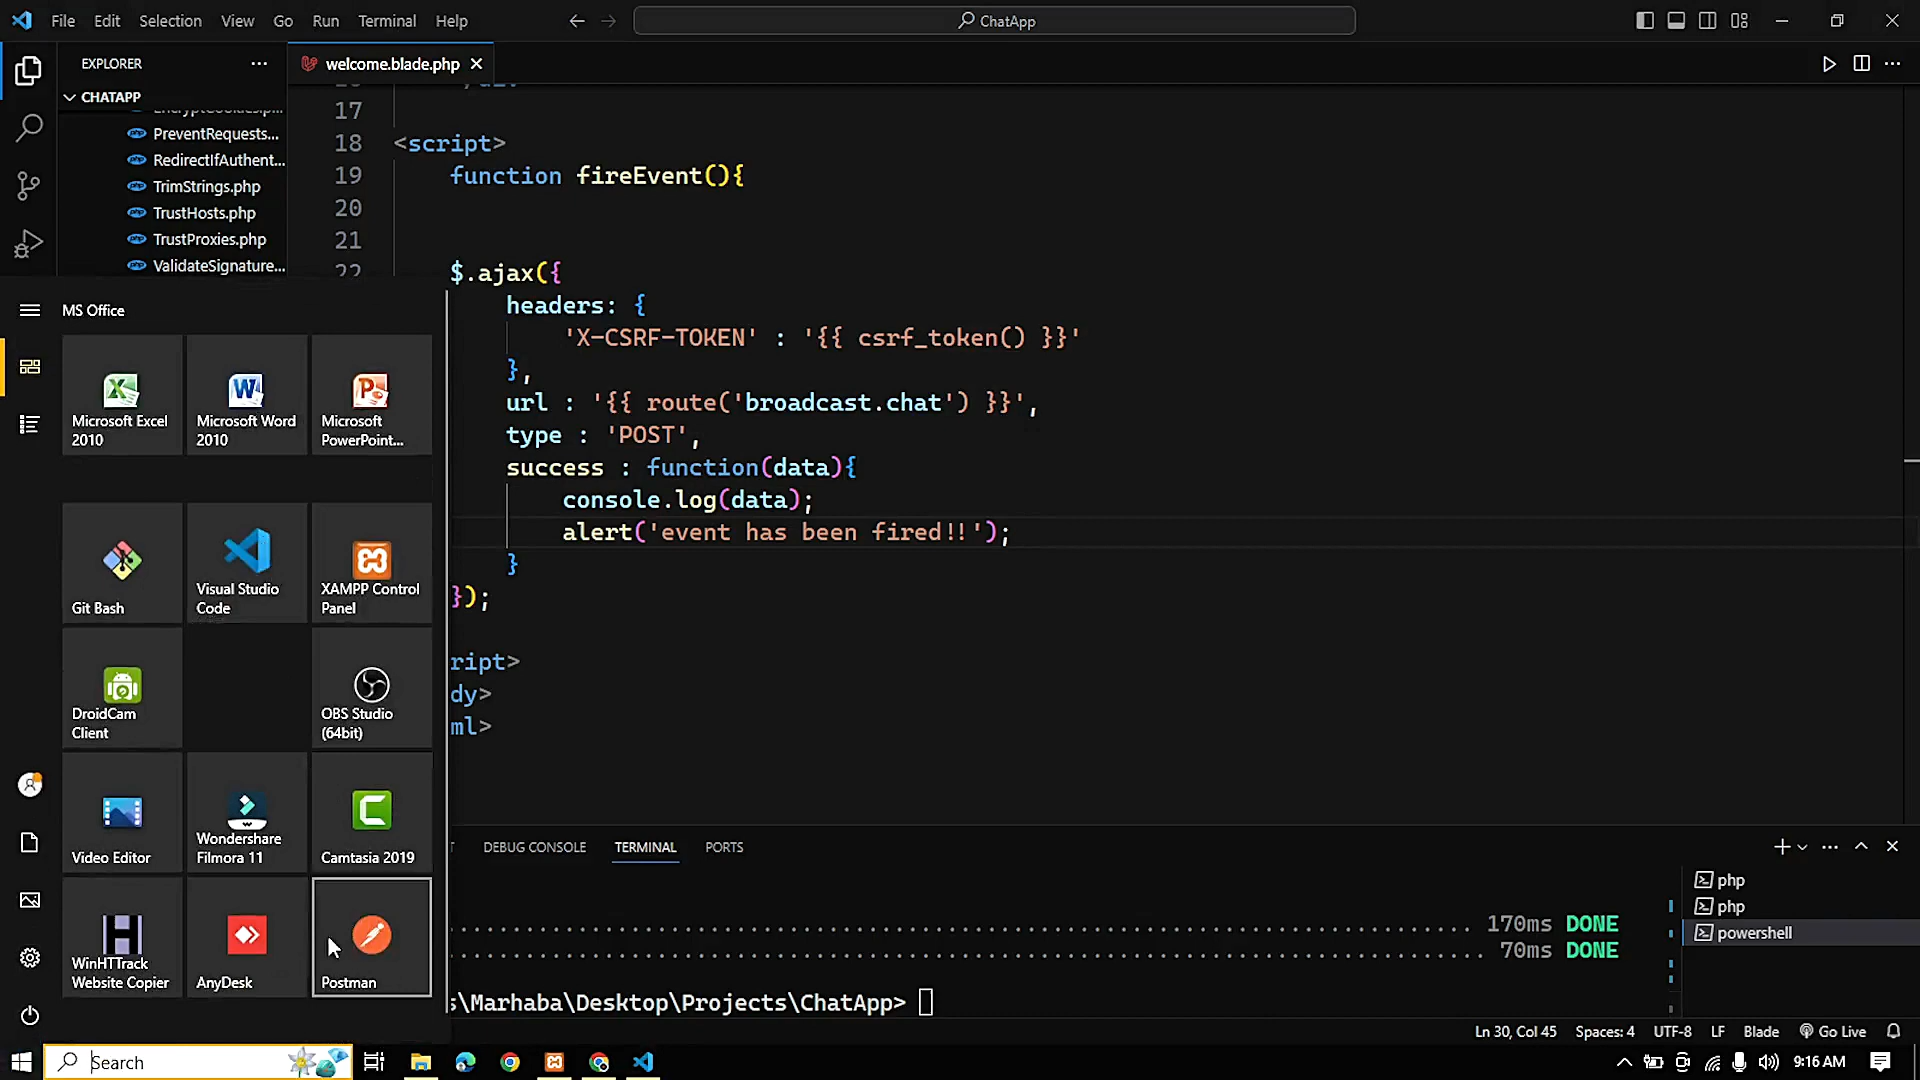 File Edit Selection View Go Run Terminal Help
ChatApp
EXPLORER
welcome.blade.php
CHATAPP
PreventRequests...
RedirectIfAuthent...
TrimStrings.php
TrustHosts.php
TrustProxies.php
ValidateSignature...
17
18 <script>
19 function fireEvent(){
20
21
22 $.ajax({
headers: {
'X-CSRF-TOKEN' : '{{ csrf_token() }}'
},
url : '{{ route('broadcast.chat') }}',
type : 'POST',
success : function(data){
console.log(data);
alert('event has been fired!!');
}
});
ript>
dy>
ml>
MS Office
Microsoft Excel 2010
Microsoft Word 2010
Microsoft PowerPoint...
Git Bash
Visual Studio Code
XAMPP Control Panel
DroidCam Client
OBS Studio (64bit)
Video Editor
Wondershare Filmora 11
Camtasia 2019
WinHTTrack Website Copier
AnyDesk
Postman
DEBUG CONSOLE TERMINAL PORTS
170ms DONE
70ms DONE
s\Marhaba\Desktop\Projects\ChatApp>
php
php
powershell
Ln 30, Col 45 Spaces: 4 UTF-8 LF Blade Go Live
Search
9:16 AM